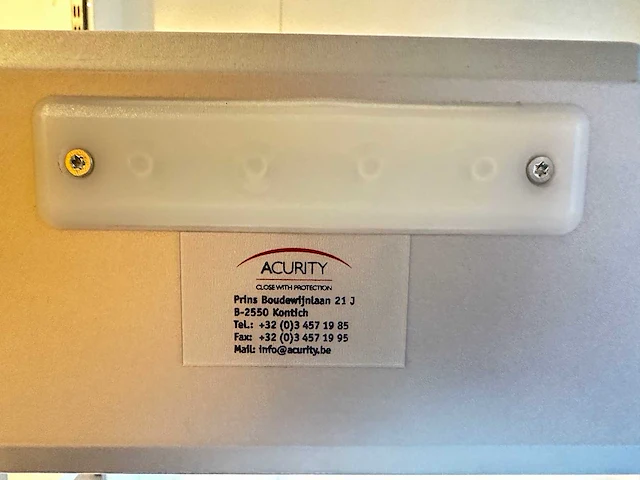 ACURITY
CLOSE WITH PROTECTION
Prins Boudewijnlaan 21 J
B-2550 Kontich
Tel.: +32 (0)3 457 19 85
Fax: +32 (0)3 457 19 95
Mail: info@acurity.be